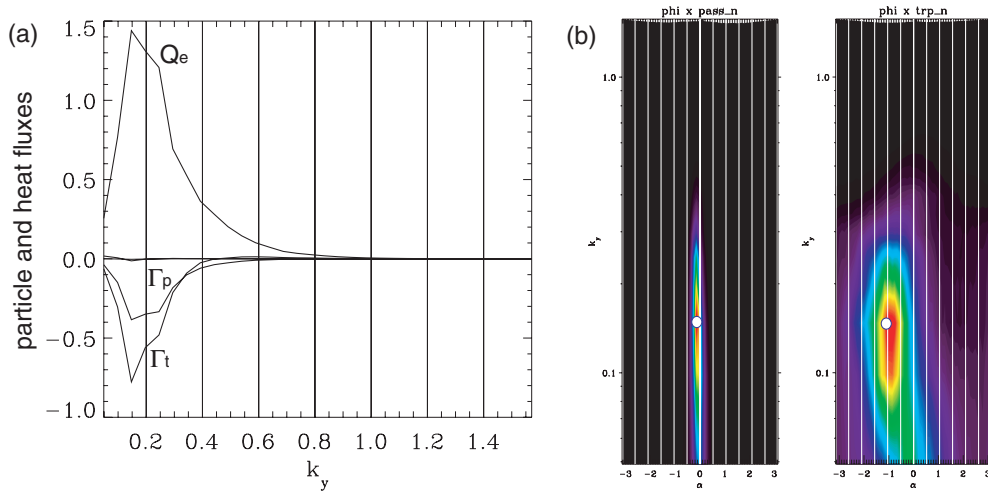 (a)
particle and heat fluxes
1.5
1.0
0.5
0.0
-0.5
-1.0
Qe
Γp
Γt
0.2 0.4 0.6 0.8 1.0 1.2 1.4
ky
(b)
phi x pass_n
ky
1.0
0.1
-3 -2 -1 0 1 2 3
α
phi x trp_n
ky
1.0
0.1
-3 -2 -1 0 1 2 3
α